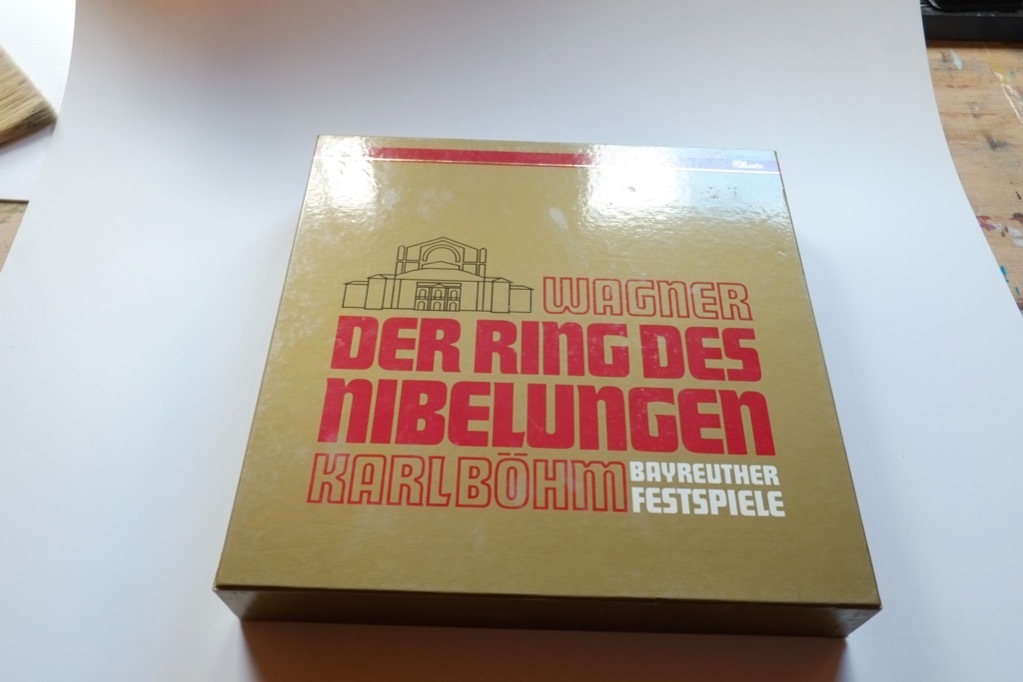 WAGNER
DER RING DES
NIBELUNGEN
KARL BÖHM
BAYREUTHER
FESTSPIELE